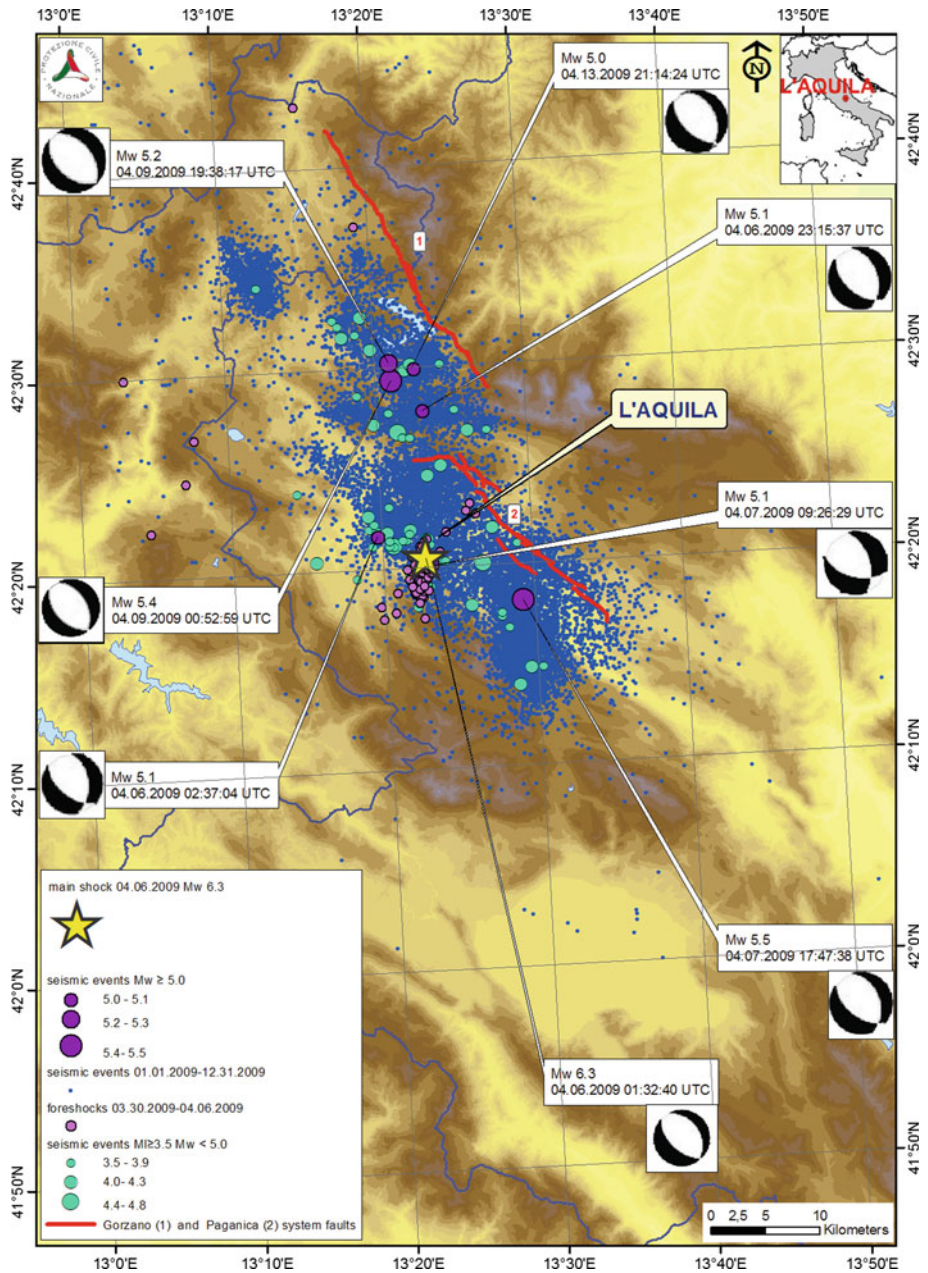 13°0'E 13°10'E 13°20'E 13°30'E 13°40'E 13°50'E
PROTEZIONE CIVILE
NAZIONALE
Mw 5.0
04.13.2009 21:14:24 UTC
N
L'AQUILA
42°40'N
42°40'N
Mw 5.2
04.09.2009 19:38:17 UTC
Mw 5.1
04.06.2009 23:15:37 UTC
1
42°30'N
42°30'N
L'AQUILA
Mw 5.1
04.07.2009 09:26:29 UTC
2
42°20'N
42°20'N
Mw 5.4
04.09.2009 00:52:59 UTC
42°10'N
42°10'N
Mw 5.1
04.06.2009 02:37:04 UTC
main shock 04.06.2009 Mw 6.3
Mw 5.5
04.07.2009 17:47:38 UTC
42°0'N
42°0'N
seismic events Mw ≥ 5.0
5.0 - 5.1
5.2 - 5.3
5.4- 5.5
seismic events 01.01.2009-12.31.2009
Mw 6.3
04.06.2009 01:32:40 UTC
foreshocks 03.30.2009-04.06.2009
seismic events Ml≥3.5 Mw < 5.0
3.5 - 3.9
4.0 - 4.3
4.4- 4.8
41°50'N
41°50'N
Gorzano (1) and Paganica (2) system faults
0 2,5 5 10
Kilometers
13°0'E 13°10'E 13°20'E 13°30'E 13°40'E 13°50'E